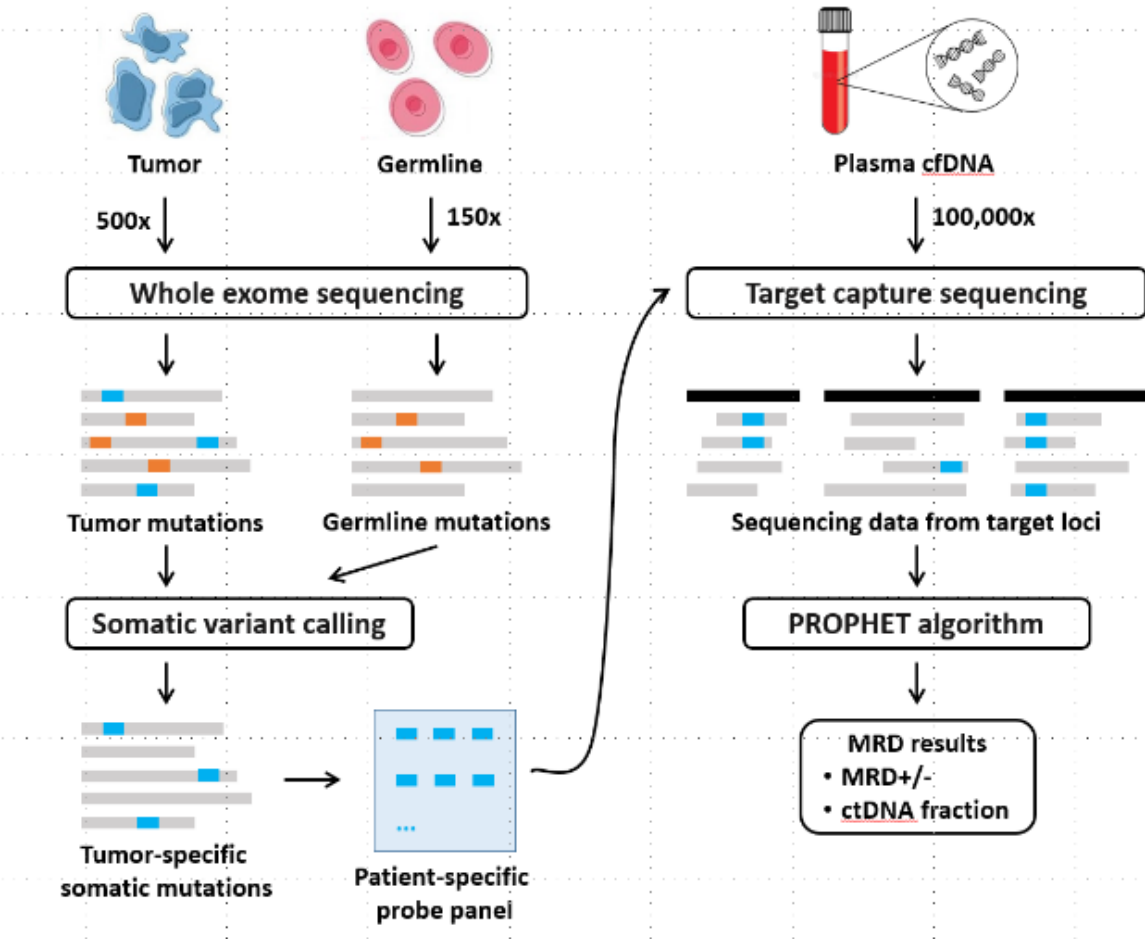 Tumor
Germline
Plasma cfDNA
500x
150x
100,000x
Whole exome sequencing
Target capture sequencing
Tumor mutations
Germline mutations
Sequencing data from target loci
Somatic variant calling
PROPHET algorithm
MRD results
• MRD+/-
• ctDNA fraction
...
Tumor-specific
somatic mutations
Patient-specific
probe panel